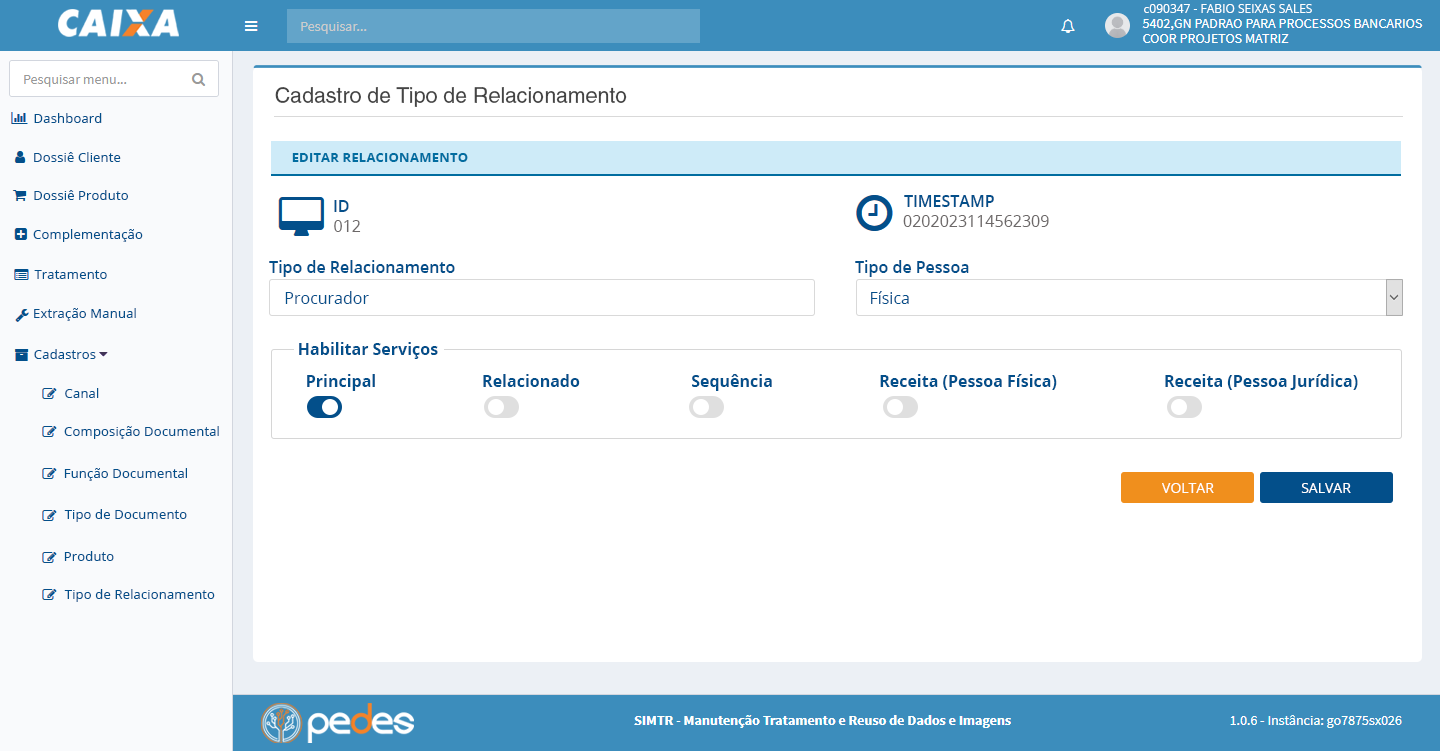 CAIXA
Pesquisar...
c090347 - FABIO SEIXAS SALES
5402,GN PADRAO PARA PROCESSOS BANCARIOS
COOR PROJETOS MATRIZ
Pesquisar menu...
Dashboard
Dossiê Cliente
Dossiê Produto
Complementação
Tratamento
Extração Manual
Cadastros
Canal
Composição Documental
Função Documental
Tipo de Documento
Produto
Tipo de Relacionamento
Cadastro de Tipo de Relacionamento
EDITAR RELACIONAMENTO
ID
012
TIMESTAMP
0202023114562309
Tipo de Relacionamento
Procurador
Tipo de Pessoa
Física
Habilitar Serviços
Principal
Relacionado
Sequência
Receita (Pessoa Física)
Receita (Pessoa Jurídica)
VOLTAR
SALVAR
pedes
SIMTR - Manutenção Tratamento e Reuso de Dados e Imagens
1.0.6 - Instância: go7875sx026